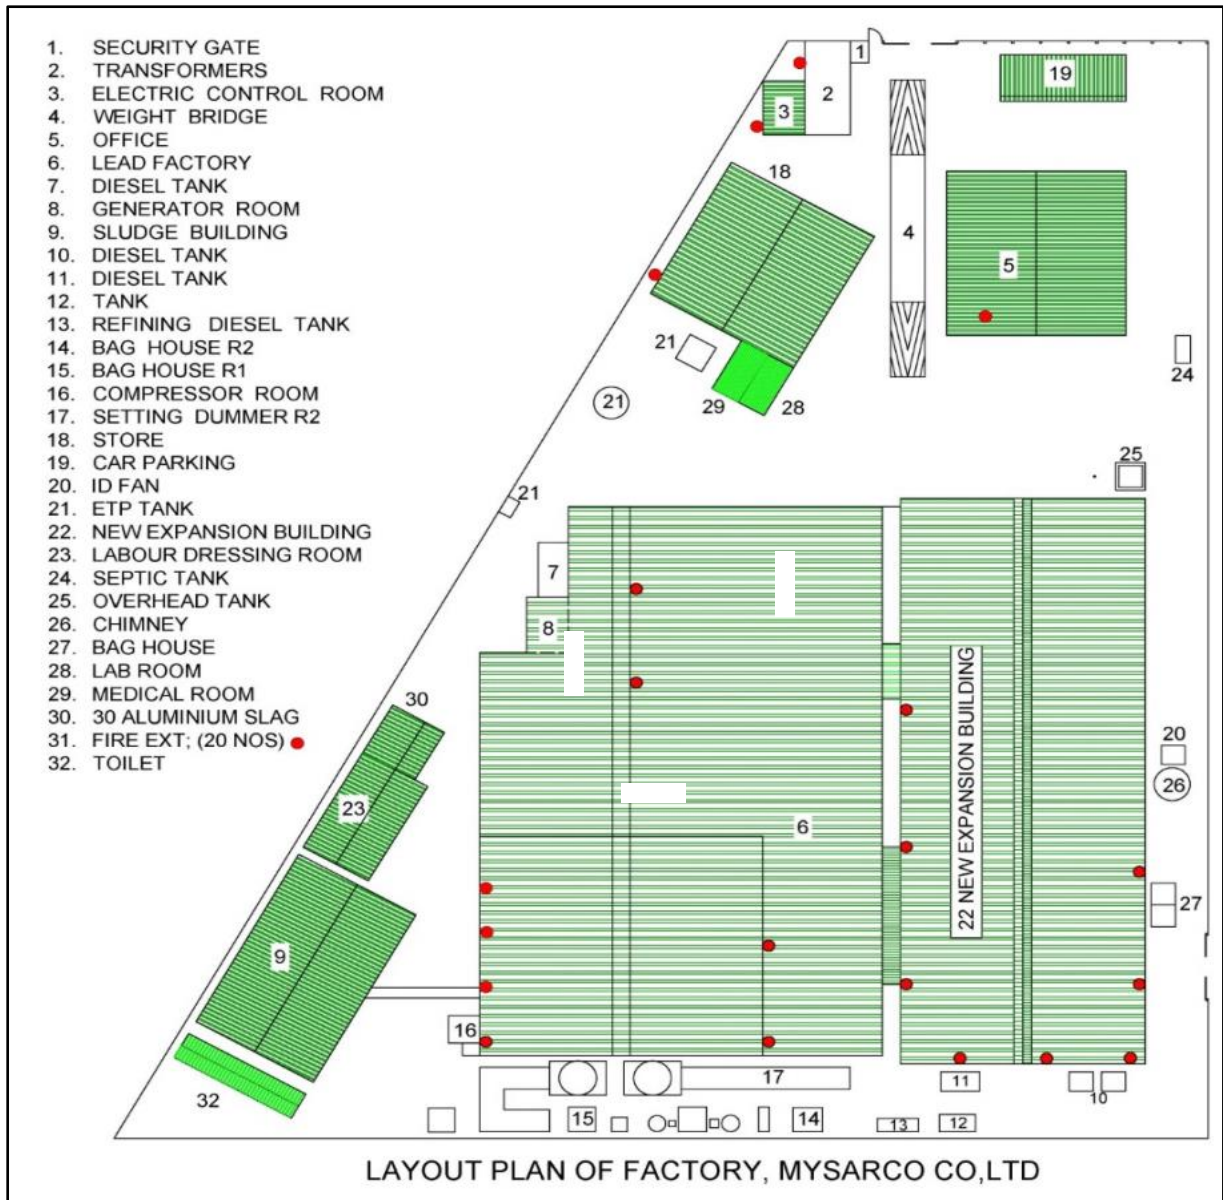 1. SECURITY GATE
2. TRANSFORMERS
3. ELECTRIC CONTROL ROOM
4. WEIGHT BRIDGE
5. OFFICE
6. LEAD FACTORY
7. DIESEL TANK
8. GENERATOR ROOM
9. SLUDGE BUILDING
10. DIESEL TANK
11. DIESEL TANK
12. TANK
13. REFINING DIESEL TANK
14. BAG HOUSE R2
15. BAG HOUSE R1
16. COMPRESSOR ROOM
17. SETTING DUMMER R2
18. STORE
19. CAR PARKING
20. ID FAN
21. ETP TANK
22. NEW EXPANSION BUILDING
23. LABOUR DRESSING ROOM
24. SEPTIC TANK
25. OVERHEAD TANK
26. CHIMNEY
27. BAG HOUSE
28. LAB ROOM
29. MEDICAL ROOM
30. 30 ALUMINIUM SLAG
31. FIRE EXT; (20 NOS)
32. TOILET
1
19
2
3
18
4
5
21
24
29
28
21
25
21
7
8
22 NEW EXPANSION BUILDING
30
20
26
23
6
27
9
16
17
11
10
32
15
14
13
12
LAYOUT PLAN OF FACTORY, MYSARCO CO,LTD